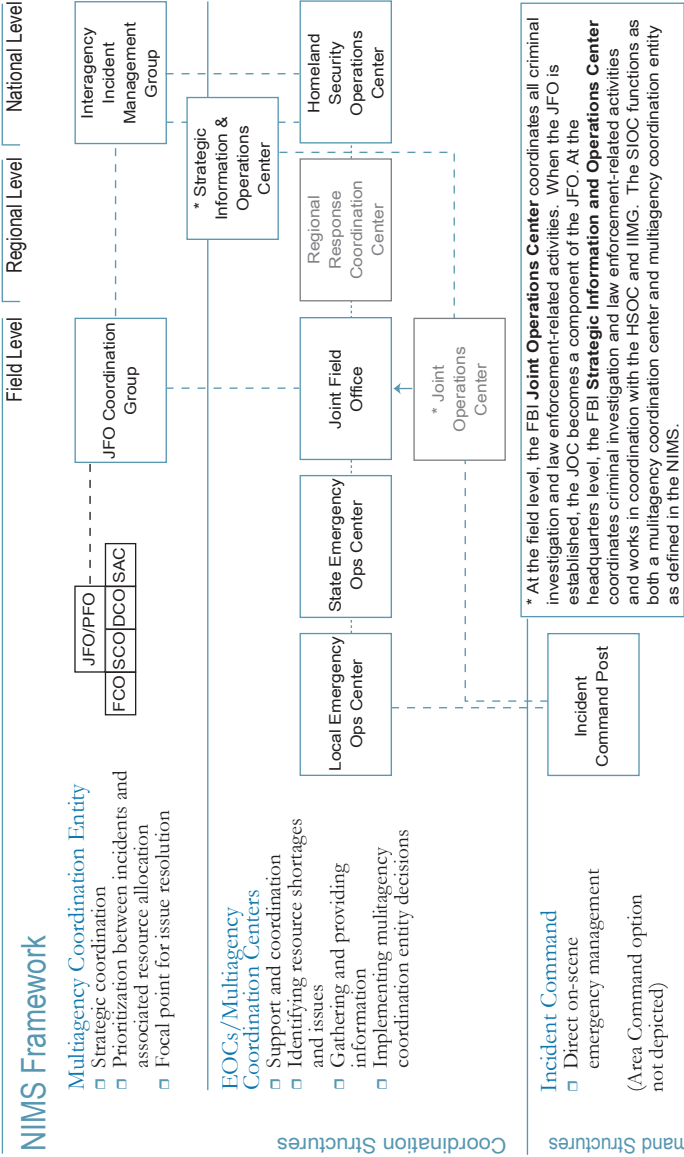 NIMS Framework
Field Level
Regional Level
National Level
Multiagency Coordination Entity
Strategic coordination
Prioritization between incidents and
associated resource allocation
Focal point for issue resolution
JFO/PFO
FCO SCO DCO SAC
JFO Coordination
Group
Interagency
Incident
Management
Group
EOCs/Multiagency
Coordination Centers
Support and coordination
Identifying resource shortages
and issues
Gathering and providing
information
Implementing mulitagency
coordination entity decisions
* Strategic
Information &
Operations
Center
Local Emergency
Ops Center
State Emergency
Ops Center
Joint Field
Office
Regional
Response
Coordination
Center
Homeland
Security
Operations
Center
* Joint
Operations
Center
Coordination Structures
Incident Command
Direct on-scene
emergency management
(Area Command option
not depicted)
Incident
Command Post
mand Structures
* At the field level, the FBI Joint Operations Center coordinates all criminal
investigation and law enforcement-related activities. When the JFO is
established, the JOC becomes a component of the JFO. At the
headquarters level, the FBI Strategic Information and Operations Center
coordinates criminal investigation and law enforcement-related activities
and works in coordination with the HSOC and IIMG. The SIOC functions as
both a mulitagency coordination center and multiagency coordination entity
as defined in the NIMS.